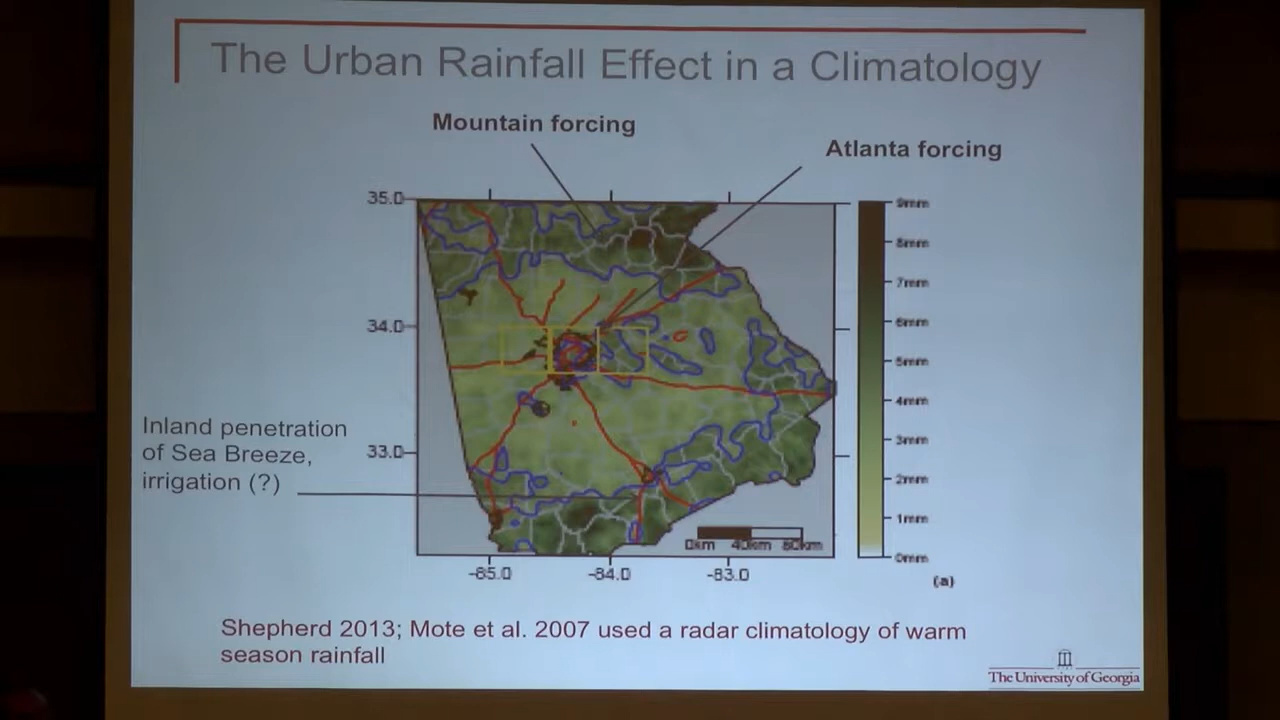 The Urban Rainfall Effect in a Climatology
Mountain forcing
Atlanta forcing
35.0
34.0
33.0
-85.0
-84.0
-83.0
9mm
8mm
7mm
6mm
5mm
4mm
3mm
2mm
1mm
0mm
0km 40km 80km
(a)
Inland penetration
of Sea Breeze,
irrigation (?)
Shepherd 2013; Mote et al. 2007 used a radar climatology of warm
season rainfall
The University of Georgia